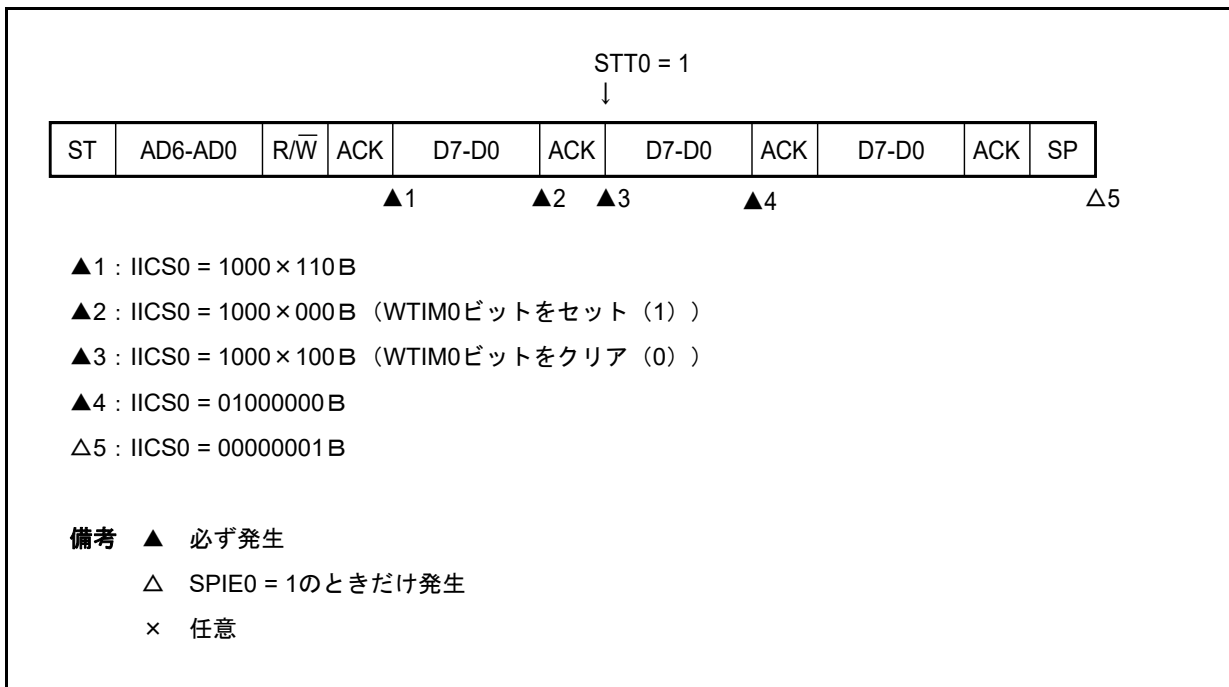 STT0 = 1
↓
ST AD6-AD0 R/W̅ ACK D7-D0 ACK D7-D0 ACK D7-D0 ACK SP
▲1 ▲2 ▲3 ▲4 △5
▲1：IICS0 = 1000×110B
▲2：IICS0 = 1000×000B（WTIM0ビットをセット（1））
▲3：IICS0 = 1000×100B（WTIM0ビットをクリア（0））
▲4：IICS0 = 01000000B
△5：IICS0 = 00000001B
備考 ▲ 必ず発生
△ SPIE0 = 1のときだけ発生
× 任意